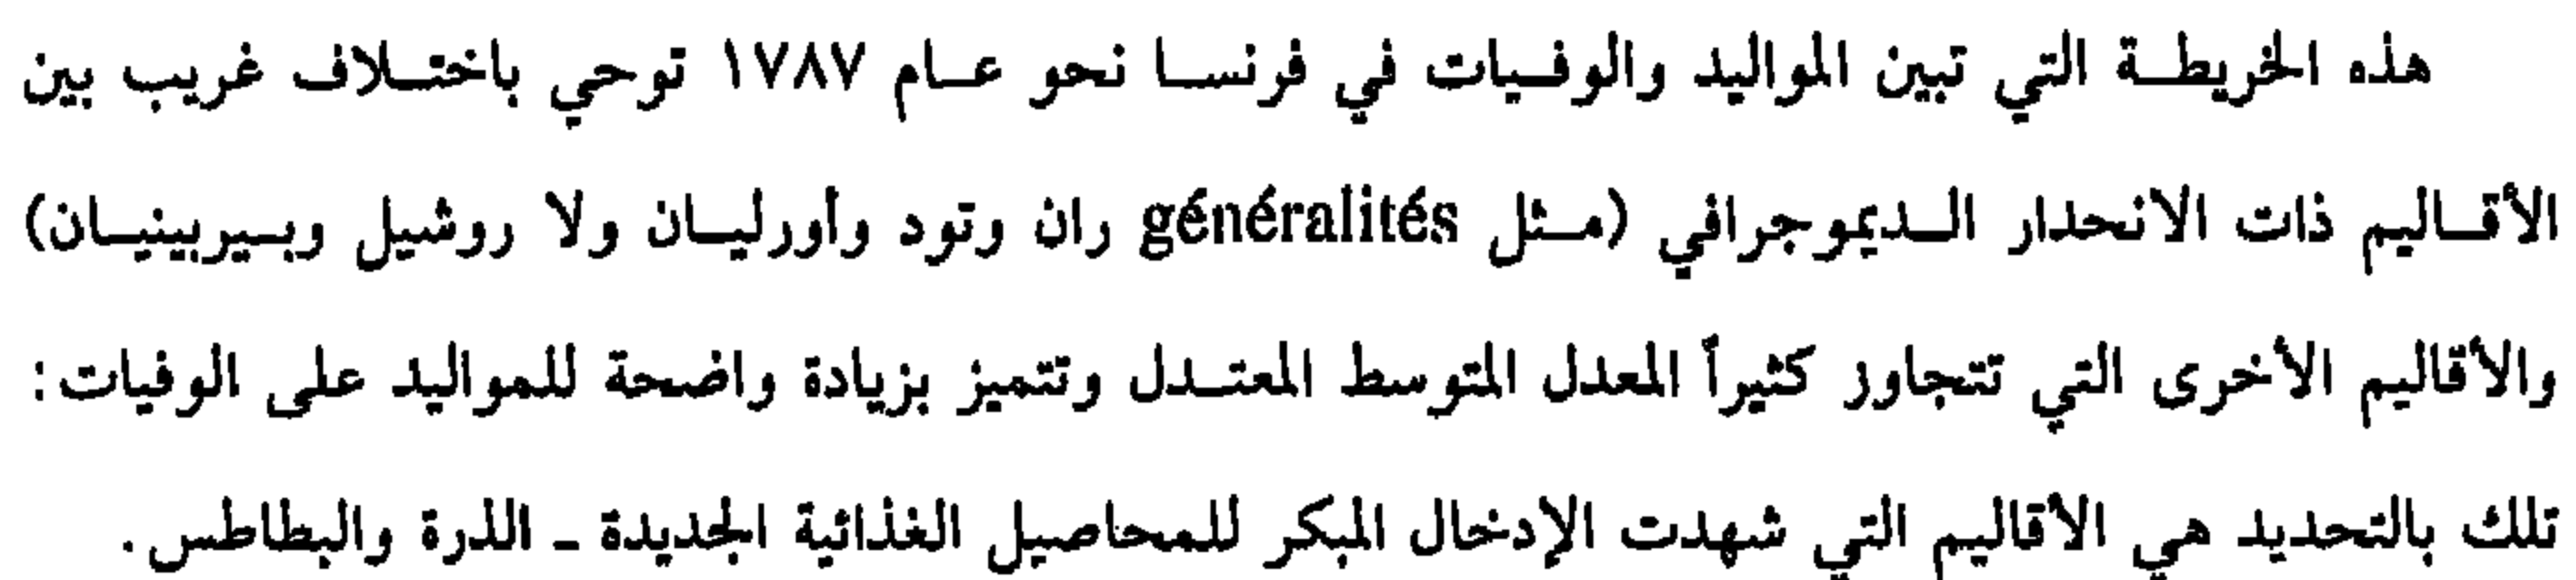 هذه الخريطة التي تبين المواليد والوفيات في فرنسا نحو عام ١٧٨٧ توحي باختلاف غريب بين
الأقاليم ذات الانحدار الديموجرافي (مثل généralités ران وتود وأورليان ولا روشيل وبيربينيان)
والأقاليم الأخرى التي تتجاور كثيراً المعدل المتوسط المعتدل وتتميز بزيادة واضحة للمواليد على الوفيات:
تلك بالتحديد هي الأقاليم التي شهدت الإدخال المبكر للمحاصيل الغذائية الجديدة ـ الذرة والبطاطس.